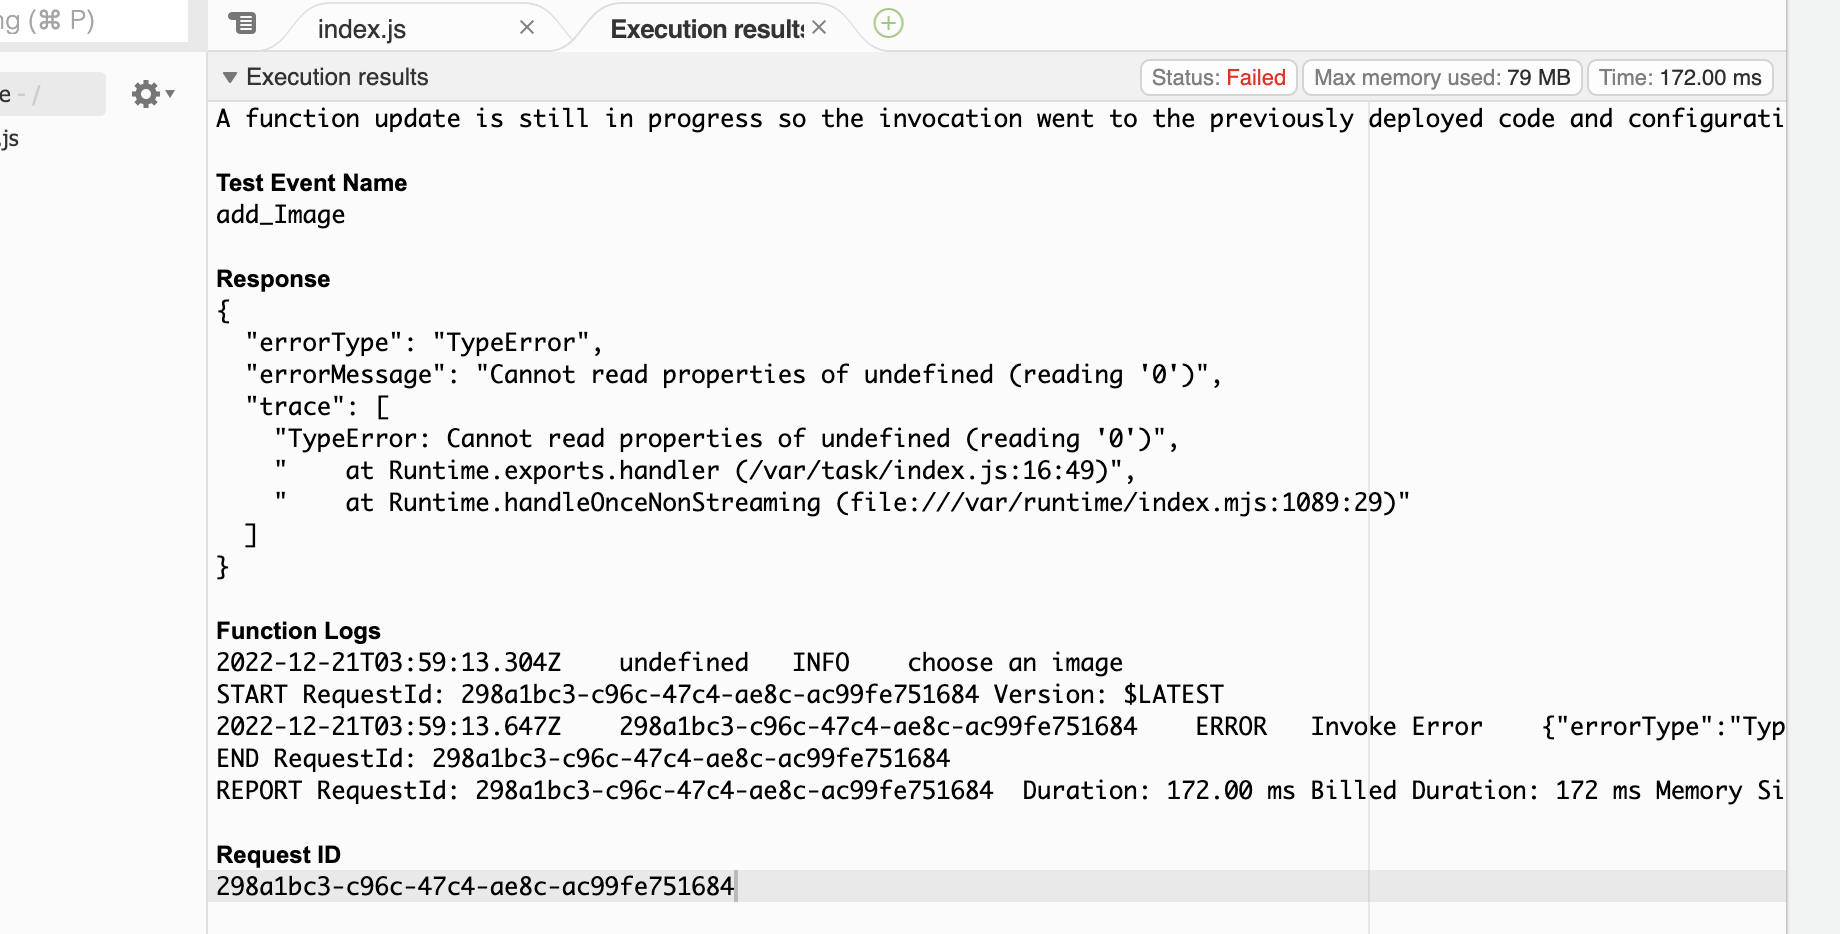 ng (⌘ P)
index.js
Execution results
Execution results
Status: Failed
Max memory used: 79 MB
Time: 172.00 ms
e - /
.js
A function update is still in progress so the invocation went to the previously deployed code and configurati
Test Event Name
add_Image
Response
{
"errorType": "TypeError",
"errorMessage": "Cannot read properties of undefined (reading '0')",
"trace": [
"TypeError: Cannot read properties of undefined (reading '0')",
"    at Runtime.exports.handler (/var/task/index.js:16:49)",
"    at Runtime.handleOnceNonStreaming (file:///var/runtime/index.mjs:1089:29)"
]
}
Function Logs
2022-12-21T03:59:13.304Z    undefined   INFO    choose an image
START RequestId: 298a1bc3-c96c-47c4-ae8c-ac99fe751684 Version: $LATEST
2022-12-21T03:59:13.647Z    298a1bc3-c96c-47c4-ae8c-ac99fe751684    ERROR   Invoke Error    {"errorType":"Typ
END RequestId: 298a1bc3-c96c-47c4-ae8c-ac99fe751684
REPORT RequestId: 298a1bc3-c96c-47c4-ae8c-ac99fe751684  Duration: 172.00 ms Billed Duration: 172 ms Memory Si
Request ID
298a1bc3-c96c-47c4-ae8c-ac99fe751684